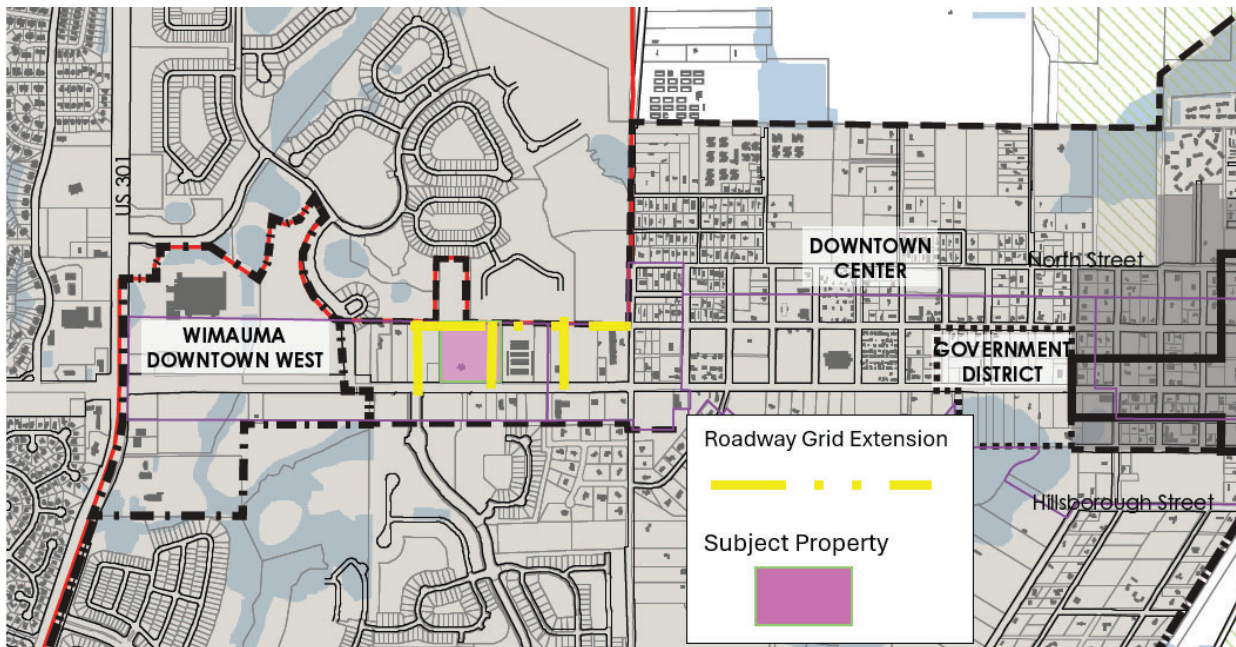 US 301
DOWNTOWN
CENTER
North Street
WIMAUMA
DOWNTOWN WEST
GOVERNMENT
DISTRICT
Roadway Grid Extension
Hillsborough Street
Subject Property